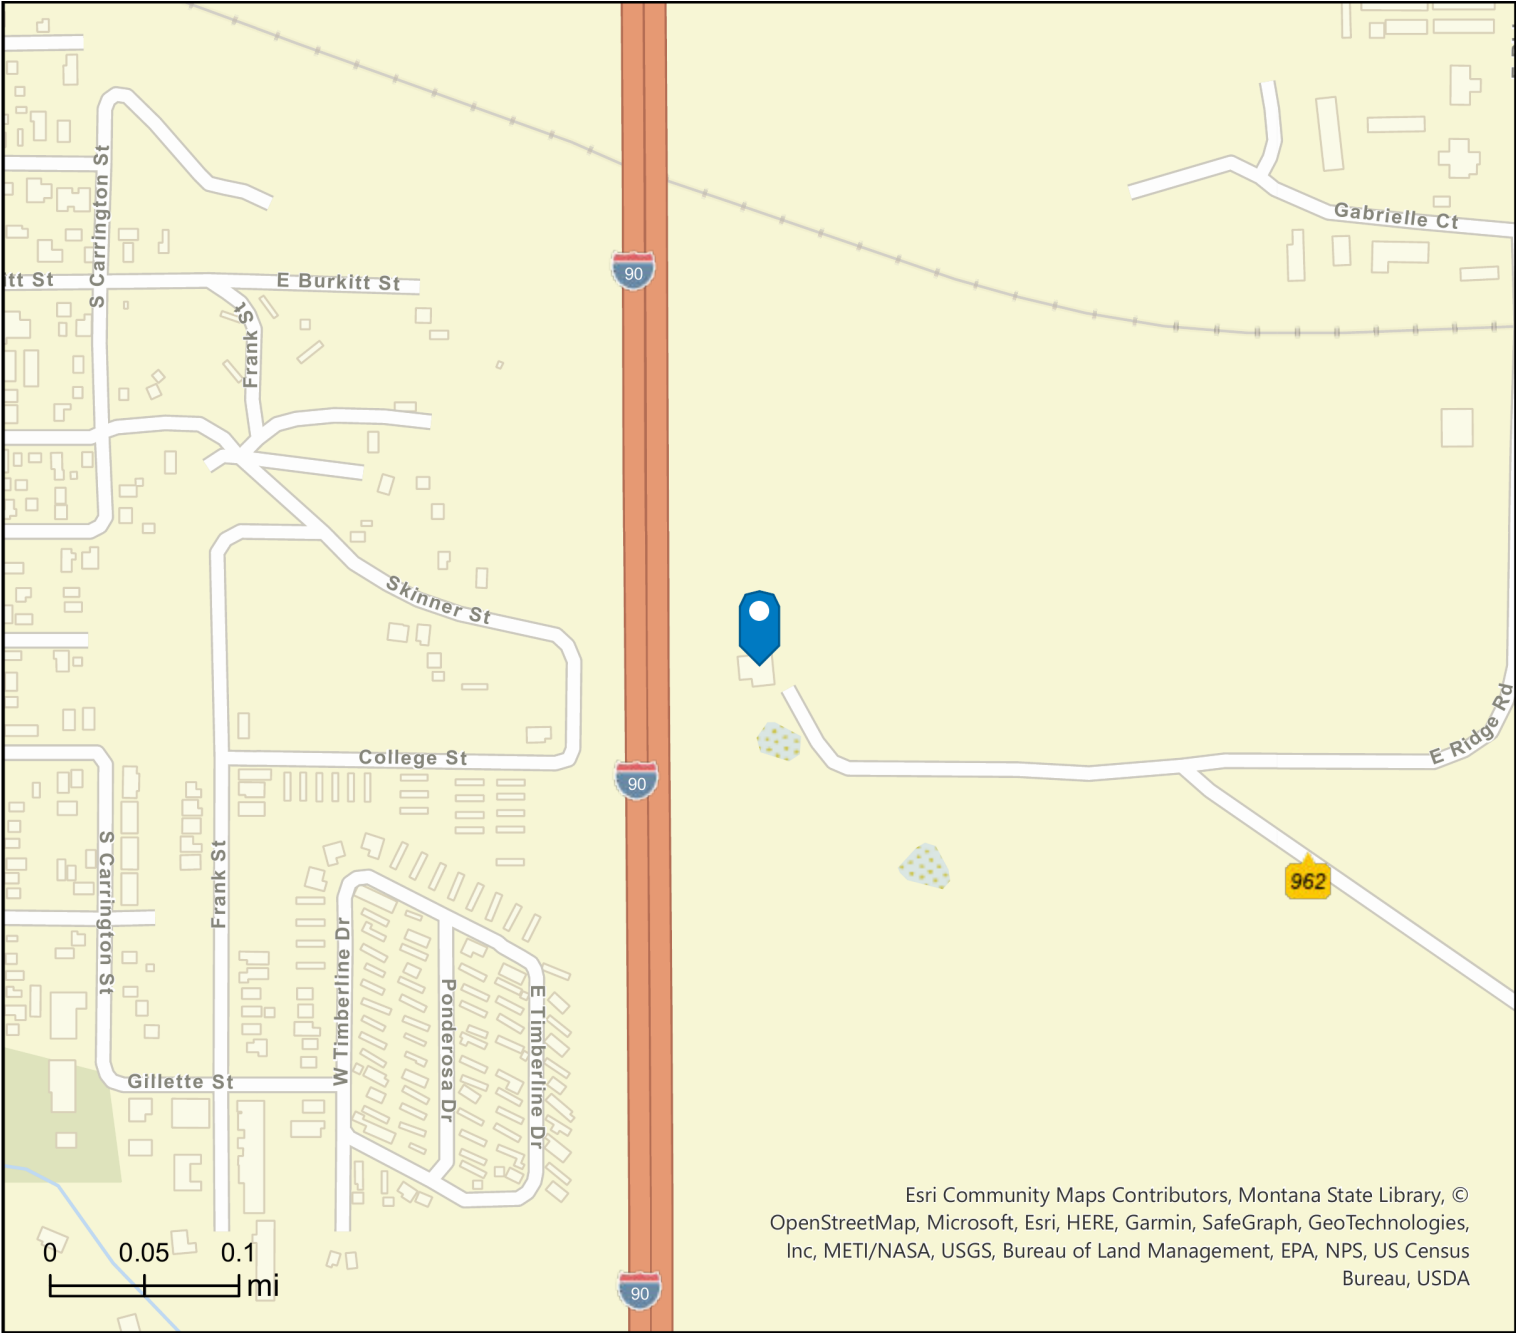 S Carrington St
Gabrielle Ct
90
itt St
E Burkitt St
Frank St
Skinner St
E Ridge Rd
College St
90
S Carrington St
Frank St
962
W Timberline Dr
Ponderosa Dr
E Timberline Dr
Gillette St
Esri Community Maps Contributors, Montana State Library, ©
OpenStreetMap, Microsoft, Esri, HERE, Garmin, SafeGraph, GeoTechnologies,
Inc, METI/NASA, USGS, Bureau of Land Management, EPA, NPS, US Census
Bureau, USDA
0 0.05 0.1
mi
90